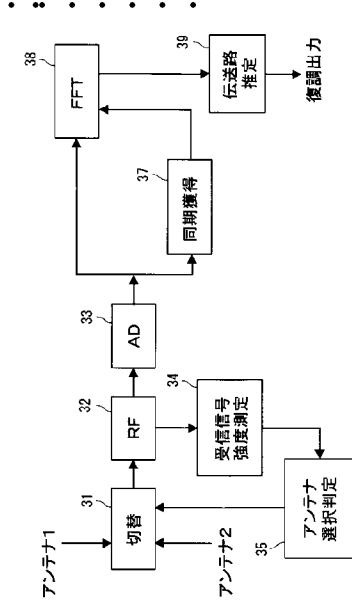 アンテナ1
アンテナ2
31
切替
32
RF
33
AD
34
受信信号
強度測定
35
アンテナ
選択判定
37
同期獲得
38
FFT
39
伝送路
推定
復調出力